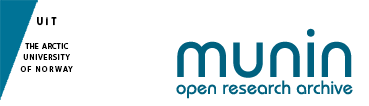 UiT
THE ARCTIC
UNIVERSITY
OF NORWAY
munin
open research archive